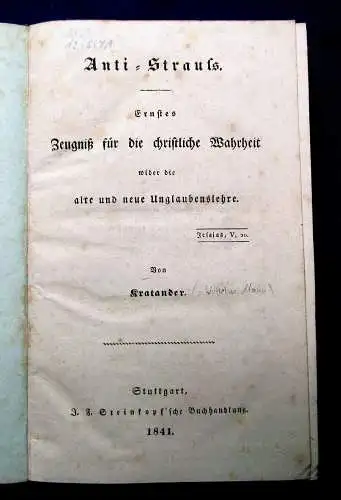 Anti-Strauſs.
Ernſtes
Zeugniß für die chriſtliche Wahrheit
wider die
alte und neue Unglaubenslehre.
Jeſaias, V, 20.
Von
Kratander.
Stuttgart,
J. F. Steinkopf'ſche Buchhandlung.
1841.